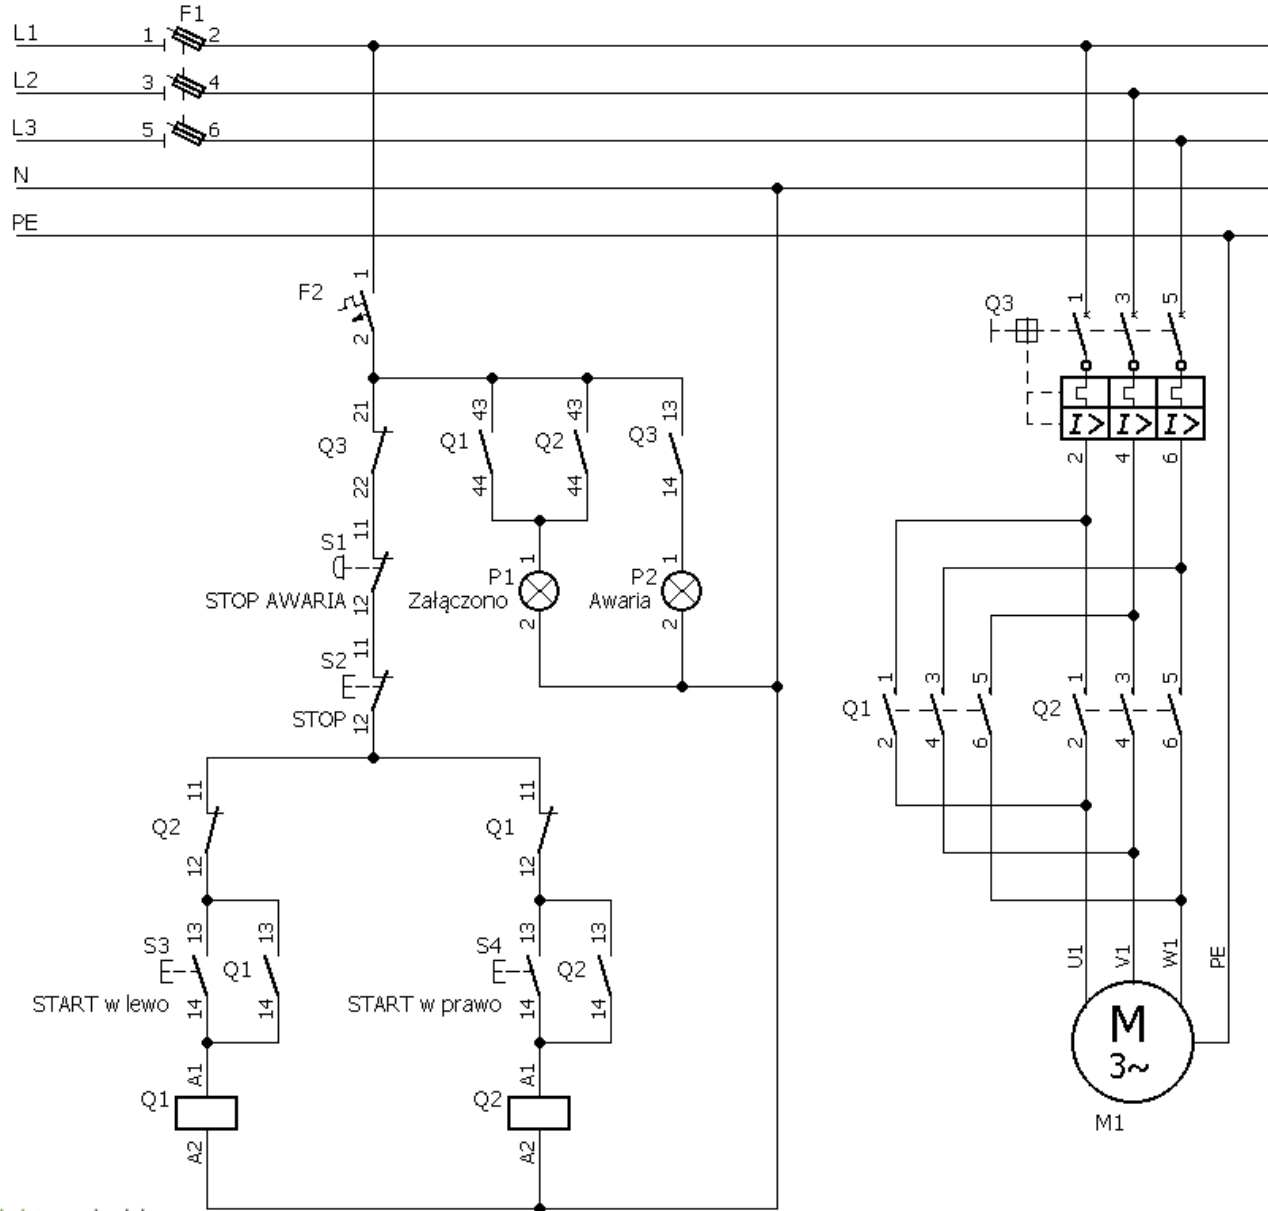 F1
L1 1 2
L2 3 4
L3 5 6
N
PE
F2 1 2
Q3 1 3 5
I> I> I>
2 4 6
Q3 21 22
Q1 43 44
Q2 43 44
Q3 13 14
S1 11 12
STOP AWARIA
P1 1 2
Załączono
P2 1 2
Awaria
S2 11 12
STOP
Q1 1 3 5
2 4 6
Q2 1 3 5
2 4 6
Q2 11 12
Q1 11 12
S3 13 14
START w lewo
Q1 13 14
S4 13 14
START w prawo
Q2 13 14
U1 V1 W1 PE
M
3~
M1
Q1 A1 A2
Q2 A1 A2